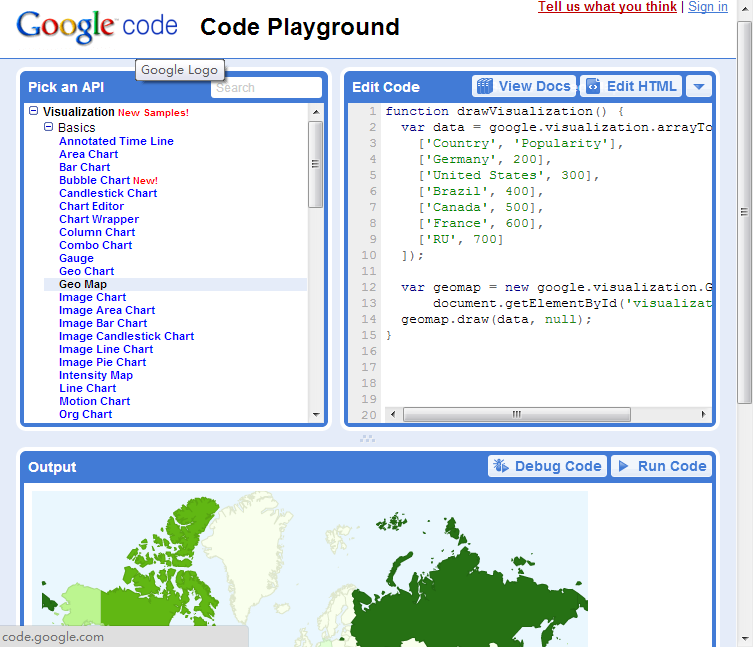 Tell us what you think | Sign in
Google code Code Playground
Google Logo
Pick an API
Search
Visualization New Samples!
Basics
Annotated Time Line
Area Chart
Bar Chart
Bubble Chart New!
Candlestick Chart
Chart Editor
Chart Wrapper
Column Chart
Combo Chart
Gauge
Geo Chart
Geo Map
Image Chart
Image Area Chart
Image Bar Chart
Image Candlestick Chart
Image Line Chart
Image Pie Chart
Intensity Map
Line Chart
Motion Chart
Org Chart
Edit Code
View Docs
Edit HTML
1 function drawVisualization() {
2 var data = google.visualization.arrayTo
3 ['Country', 'Popularity'],
4 ['Germany', 200],
5 ['United States', 300],
6 ['Brazil', 400],
7 ['Canada', 500],
8 ['France', 600],
9 ['RU', 700]
10 ]);
11
12 var geomap = new google.visualization.G
13 document.getElementById('visualizat
14 geomap.draw(data, null);
15 }
16
17
18
19
20
Output
Debug Code
Run Code
code.google.com